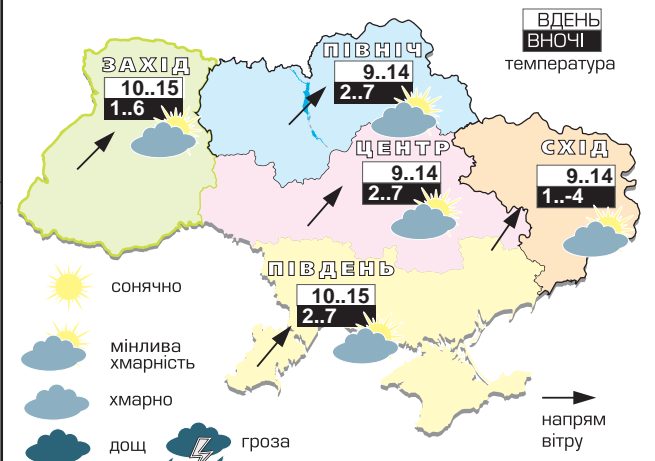 ВДЕНЬ
ВНОЧІ
температура
ЗАХІД
10..15
1..6
ПІВНІЧ
9..14
2..7
ЦЕНТР
9..14
2..7
СХІД
9..14
1..-4
ПІВДЕНЬ
10..15
2..7
сонячно
мінлива
хмарність
хмарно
дощ
гроза
напрям
вітру